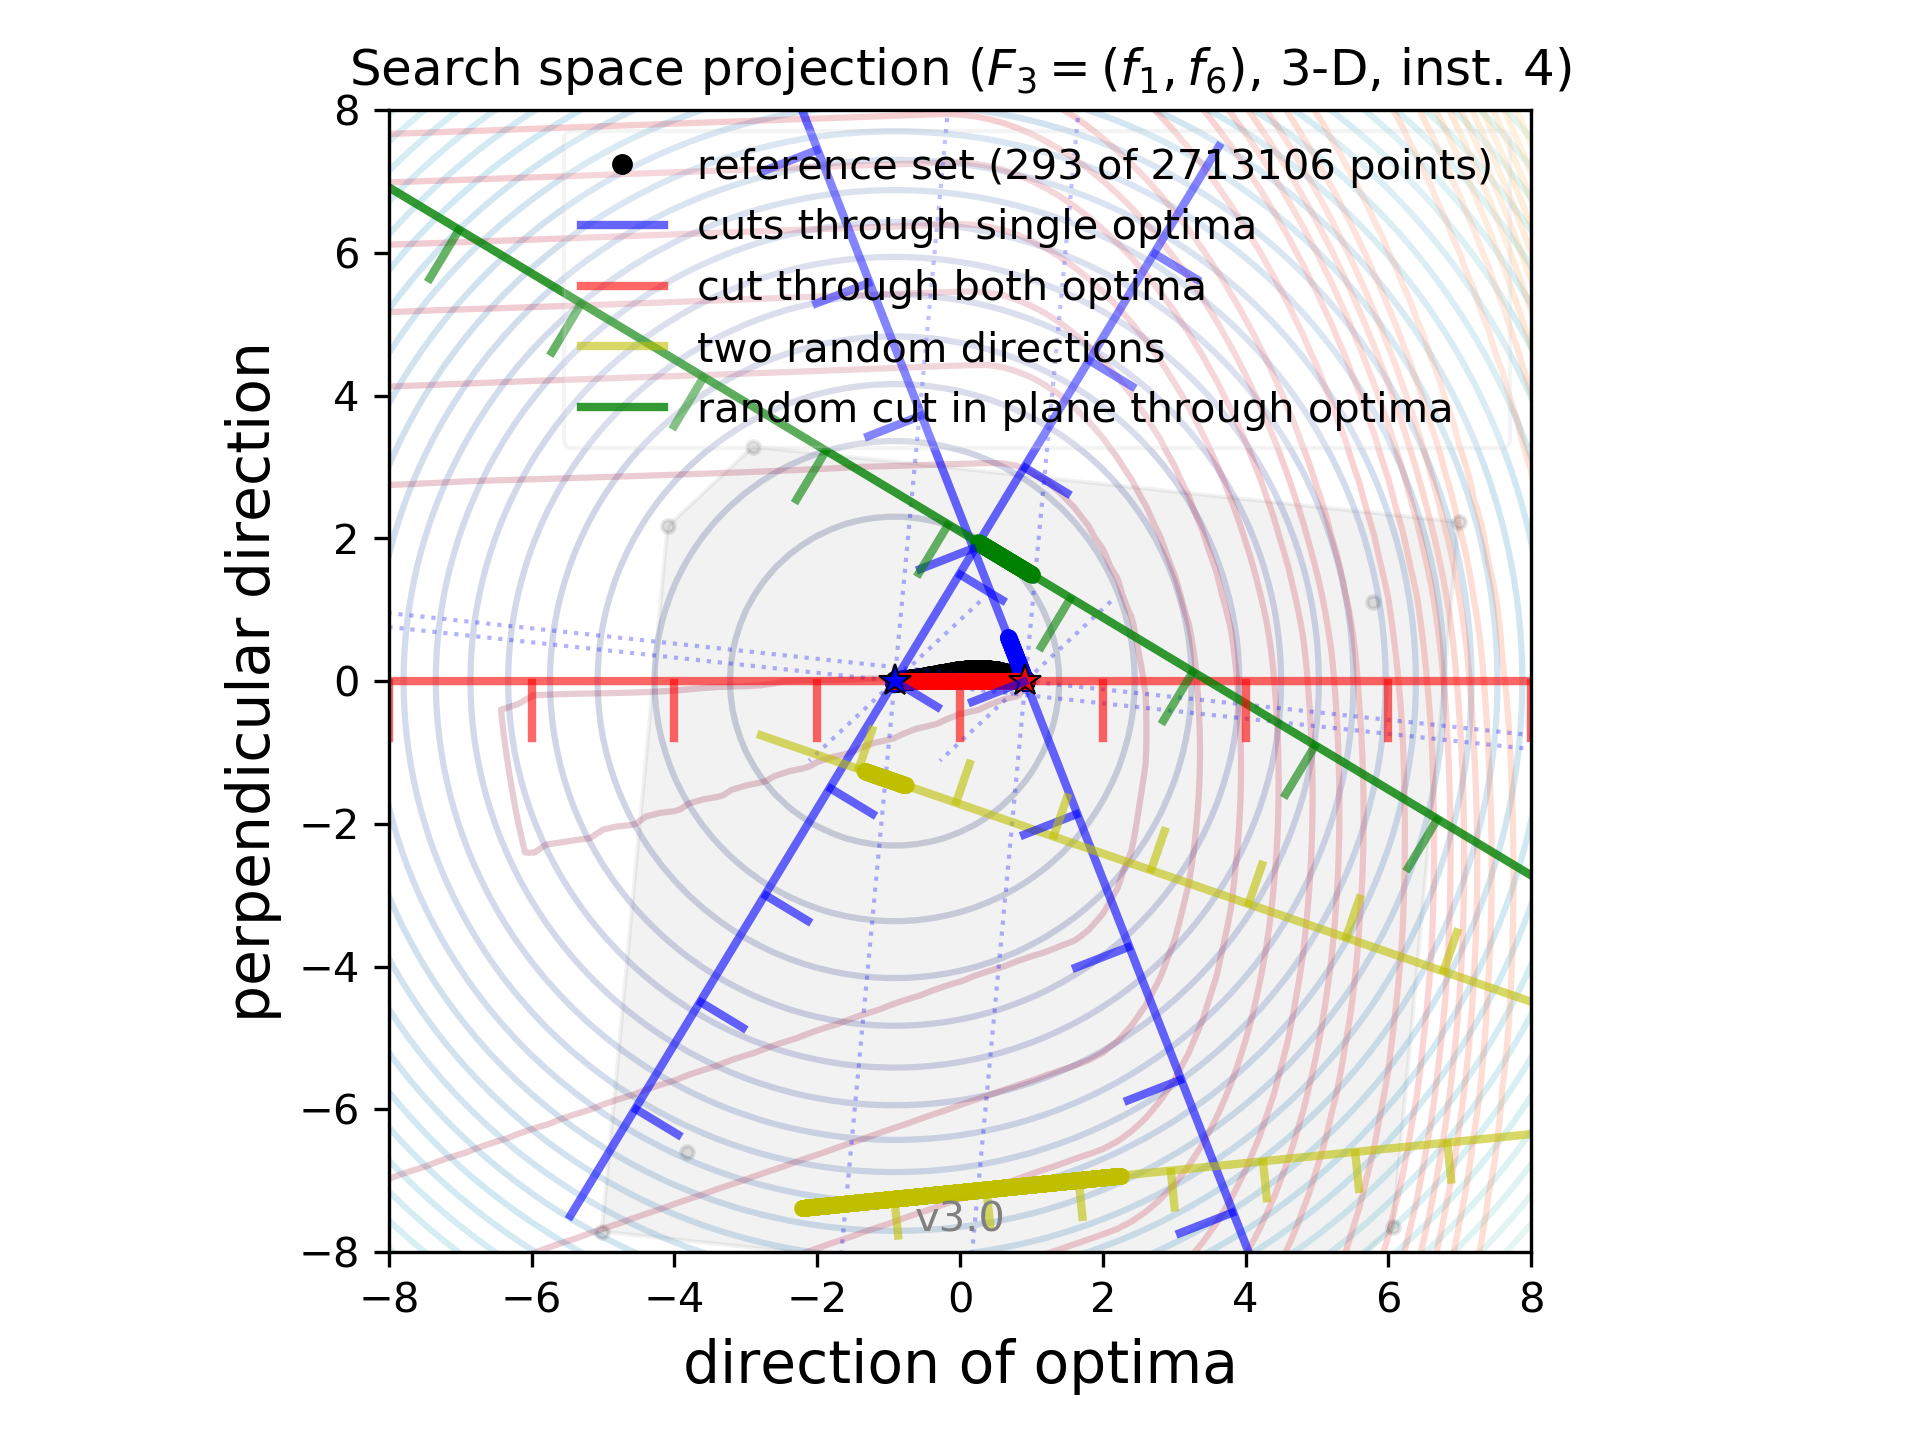 Search space projection (F3 = (f1, f6), 3-D, inst. 4)
reference set (293 of 2713106 points)
cuts through single optima
cut through both optima
two random directions
random cut in plane through optima
8
6
4
2
0
−2
−4
−6
−8
perpendicular direction
v3.0
−8 −6 −4 −2 0 2 4 6 8
direction of optima